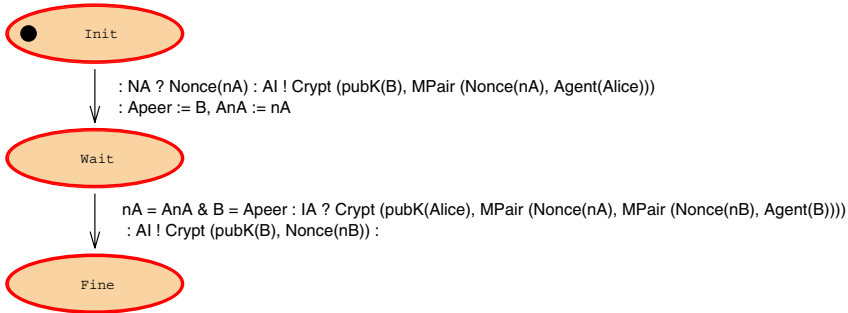 Init
: NA ? Nonce(nA) : AI ! Crypt (pubK(B), MPair (Nonce(nA), Agent(Alice)))
: Apeer := B, AnA := nA
Wait
nA = AnA & B = Apeer : IA ? Crypt (pubK(Alice), MPair (Nonce(nA), MPair (Nonce(nB), Agent(B))))
: AI ! Crypt (pubK(B), Nonce(nB)) :
Fine